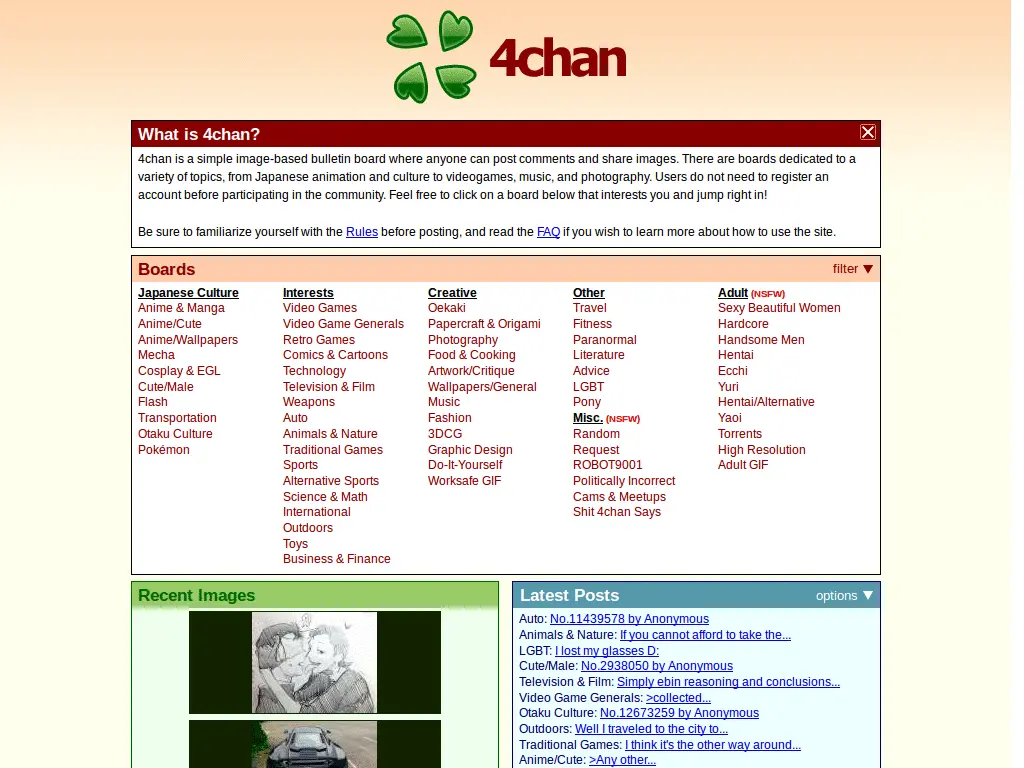 4chan
What is 4chan?
4chan is a simple image-based bulletin board where anyone can post comments and share images. There are boards dedicated to a
variety of topics, from Japanese animation and culture to videogames, music, and photography. Users do not need to register an
account before participating in the community. Feel free to click on a board below that interests you and jump right in!
Be sure to familiarize yourself with the Rules before posting, and read the FAQ if you wish to learn more about how to use the site.
Boards
filter ▼
Japanese Culture
Anime & Manga
Anime/Cute
Anime/Wallpapers
Mecha
Cosplay & EGL
Cute/Male
Flash
Transportation
Otaku Culture
Pokémon
Interests
Video Games
Video Game Generals
Retro Games
Comics & Cartoons
Technology
Television & Film
Weapons
Auto
Animals & Nature
Traditional Games
Sports
Alternative Sports
Science & Math
International
Outdoors
Toys
Business & Finance
Creative
Oekaki
Papercraft & Origami
Photography
Food & Cooking
Artwork/Critique
Wallpapers/General
Music
Fashion
3DCG
Graphic Design
Do-It-Yourself
Worksafe GIF
Other
Travel
Fitness
Paranormal
Literature
Advice
LGBT
Pony
Misc. (NSFW)
Random
Request
ROBOT9001
Politically Incorrect
Cams & Meetups
Shit 4chan Says
Adult (NSFW)
Sexy Beautiful Women
Hardcore
Handsome Men
Hentai
Ecchi
Yuri
Hentai/Alternative
Yaoi
Torrents
High Resolution
Adult GIF
Recent Images
Latest Posts
options ▼
Auto: No.11439578 by Anonymous
Animals & Nature: If you cannot afford to take the...
LGBT: I lost my glasses D:
Cute/Male: No.2938050 by Anonymous
Television & Film: Simply ebin reasoning and conclusions...
Video Game Generals: >collected...
Otaku Culture: No.12673259 by Anonymous
Outdoors: Well I traveled to the city to...
Traditional Games: I think it's the other way around...
Anime/Cute: >Any other...